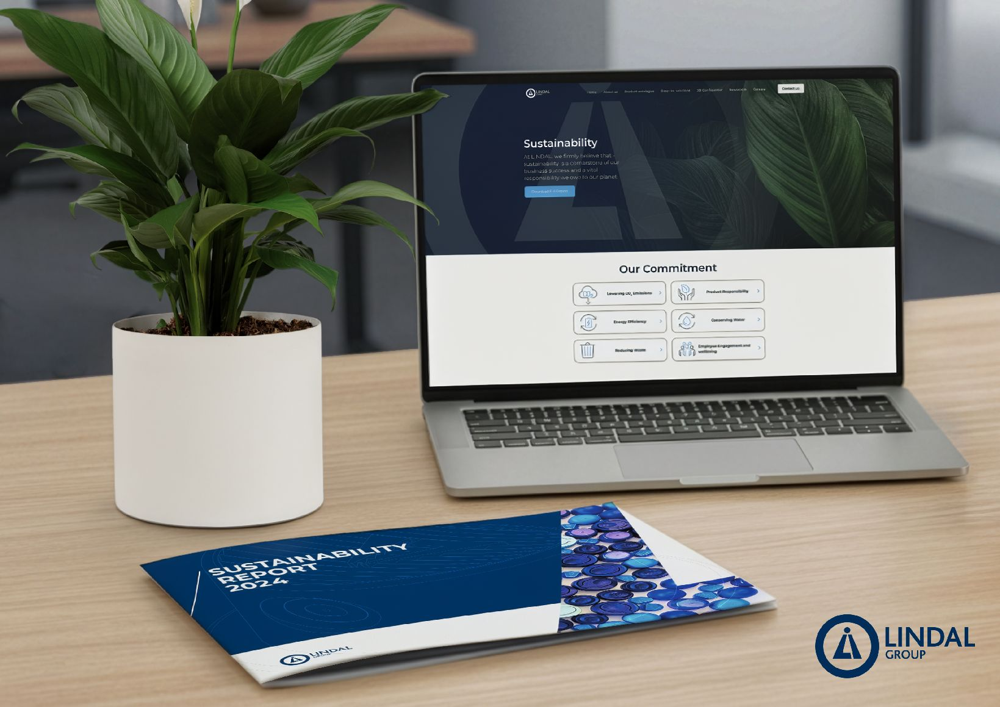 LINDAL
GROUP
Home About us Product catalogue Bespoke solutions 3D Configurator Newsroom Careers Contact us
Sustainability
At LINDAL, we firmly believe that
sustainability is a cornerstone of our
business success and a vital
responsibility we owe to our planet.
Download Full Report
Our Commitment
Lowering CO₂ Emissions
Product Responsibility
Energy Efficiency
Conserving Water
Reducing Waste
Employee Engagement and
wellbeing
SUSTAINABILITY
REPORT
2024
LINDAL
GROUP
LINDAL
GROUP